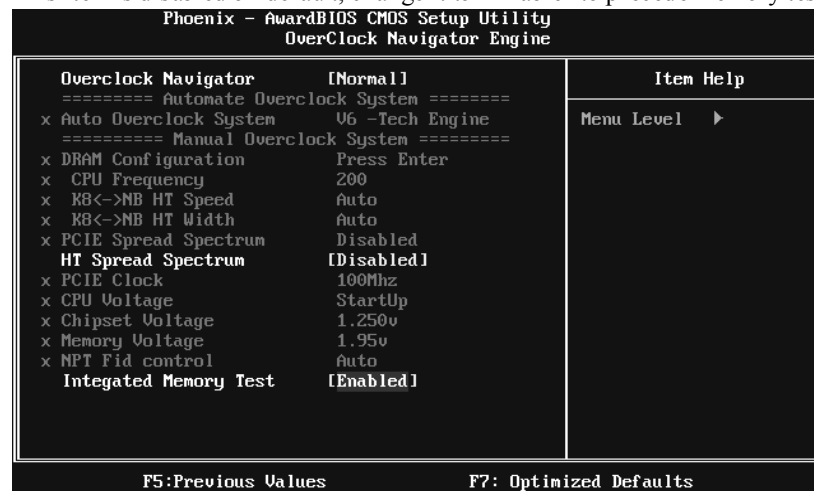 Phoenix - AwardBIOS CMOS Setup Utility
OverClock Navigator Engine
Overclock Navigator [Normal]
Item Help
========= Automate Overclock System ========
x Auto Overclock System V6 -Tech Engine
Menu Level ▶
========== Manual Overclock System =========
x DRAM Configuration Press Enter
x CPU Frequency 200
x K8<->NB HT Speed Auto
x K8<->NB HT Width Auto
x PCIE Spread Spectrum Disabled
HT Spread Spectrum [Disabled]
x PCIE Clock 100Mhz
x CPU Voltage StartUp
x Chipset Voltage 1.250v
x Memory Voltage 1.95v
x NPT Fid control Auto
Integated Memory Test [Enabled]
F5:Previous Values F7: Optimized Defaults